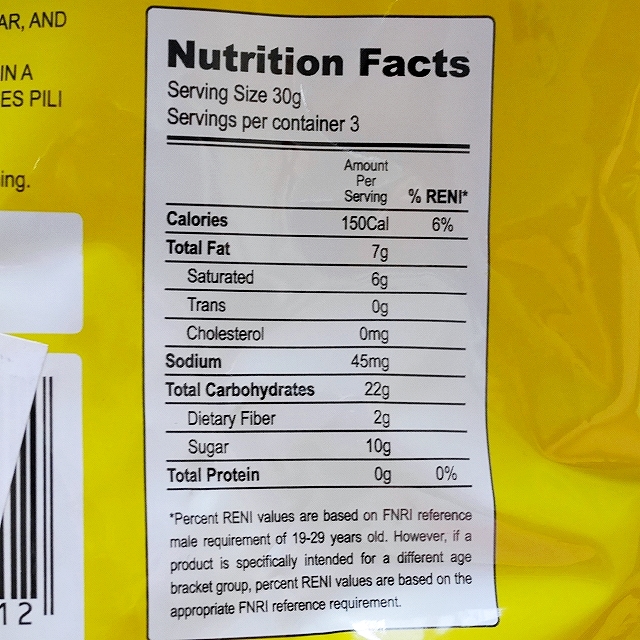 AR, AND
IN A
ES PILI
ing.
Nutrition Facts
Serving Size 30g
Servings per container 3
Amount
Per
Serving % RENI*
Calories 150Cal 6%
Total Fat 7g
Saturated 6g
Trans 0g
Cholesterol 0mg
Sodium 45mg
Total Carbohydrates 22g
Dietary Fiber 2g
Sugar 10g
Total Protein 0g 0%
*Percent RENI values are based on FNRI reference
male requirement of 19-29 years old. However, if a
product is specifically intended for a different age
bracket group, percent RENI values are based on the
appropriate FNRI reference requirement.
12